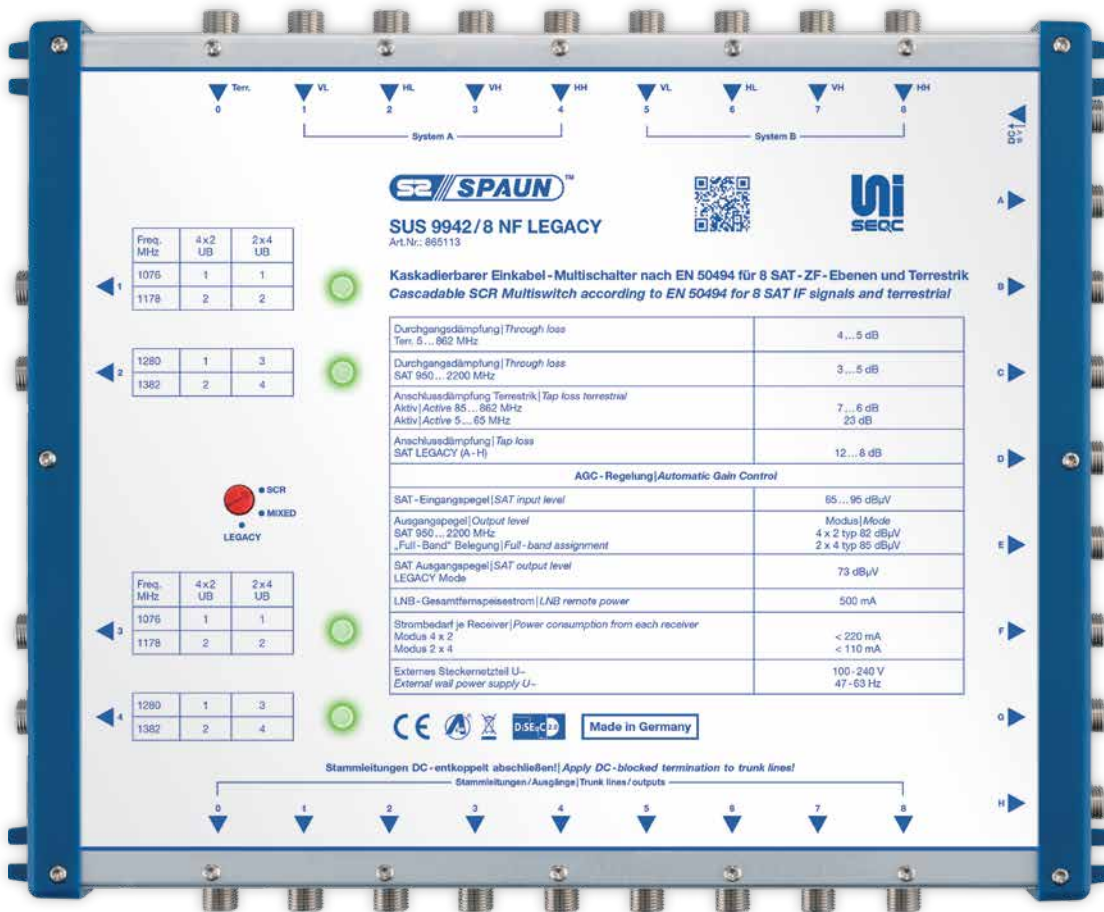 Terr. VL HL VH HH VL HL VH HH
0 1 2 3 4 5 6 7 8
System A System B
S2 SPAUN™
UNi SEQC
SUS 9942/8 NF LEGACY
Art.Nr.: 865113
Kaskadierbarer Einkabel-Multischalter nach EN 50494 für 8 SAT-ZF-Ebenen und Terrestrik
Cascadable SCR Multiswitch according to EN 50494 for 8 SAT IF signals and terrestrial
Freq. MHz 4x2 UB 2x4 UB
1076 1 1
1178 2 2
1
1280 1 3
1382 2 4
2
SCR
MIXED
LEGACY
Freq. MHz 4x2 UB 2x4 UB
1076 1 1
1178 2 2
3
1280 1 3
1382 2 4
4
Durchgangsdämpfung|Through loss
Terr. 5...862 MHz 4...5 dB
Durchgangsdämpfung|Through loss
SAT 950...2200 MHz 3...5 dB
Anschlussdämpfung Terrestrik|Tap loss terrestrial
Aktiv|Active 85...862 MHz 7...6 dB
Aktiv|Active 5...65 MHz 23 dB
Anschlussdämpfung|Tap loss
SAT LEGACY (A-H) 12...8 dB
AGC-Regelung|Automatic Gain Control
SAT-Eingangspegel|SAT input level 65...95 dBµV
Ausgangspegel|Output level Modus|Mode
SAT 950...2200 MHz 4 x 2 typ 82 dBµV
„Full-Band“ Belegung|Full-band assignment 2 x 4 typ 85 dBµV
SAT Ausgangspegel|SAT output level
LEGACY Mode 73 dBµV
LNB-Gesamtfernspeisestrom|LNB remote power 500 mA
Strombedarf je Receiver|Power consumption from each receiver
Modus 4 x 2 < 220 mA
Modus 2 x 4 < 110 mA
Externes Steckernetzteil U~ 100-240 V
External wall power supply U~ 47-63 Hz
CE DiSEqC 2.0 Made in Germany
A
B
C
D
E
F
G
H
Stammleitungen DC-entkoppelt abschließen!|Apply DC-blocked termination to trunk lines!
Stammleitungen/Ausgänge|Trunk lines/outputs
0 1 2 3 4 5 6 7 8